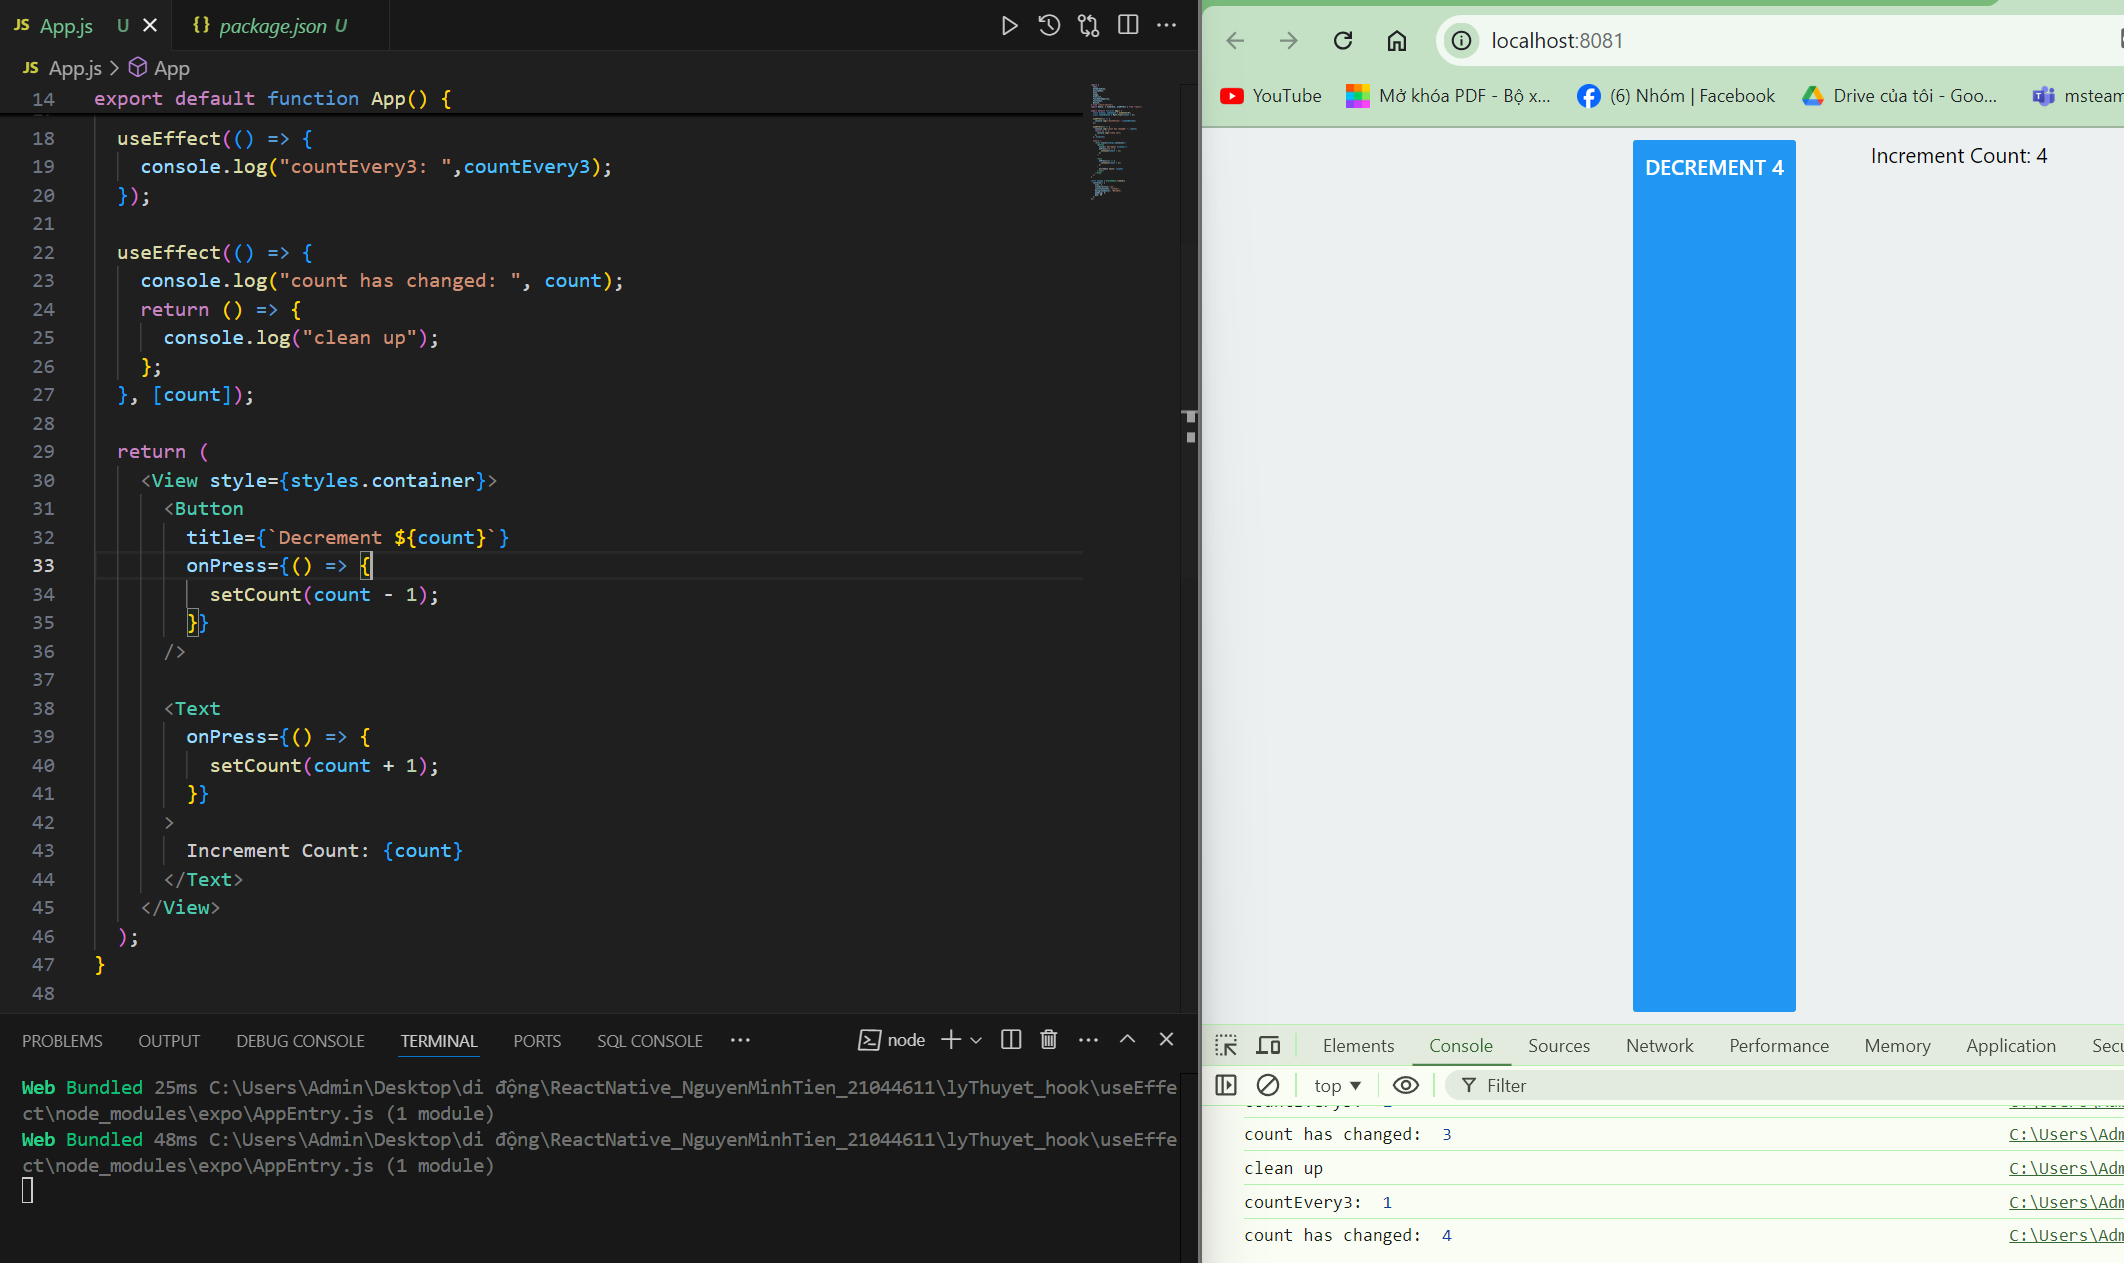 JS App.js U
{} package.json U
JS App.js > App
14 export default function App() {
18 useEffect(() => {
19 console.log("countEvery3: ",countEvery3);
20 });
21
22 useEffect(() => {
23 console.log("count has changed: ", count);
24 return () => {
25 console.log("clean up");
26 };
27 }, [count]);
28
29 return (
30 <View style={styles.container}>
31 <Button
32 title={`Decrement ${count}`}
33 onPress={() => {
34 setCount(count - 1);
35 }}
36 />
37
38 <Text
39 onPress={() => {
40 setCount(count + 1);
41 }}
42 >
43 Increment Count: {count}
44 </Text>
45 </View>
46 );
47 }
48
PROBLEMS OUTPUT DEBUG CONSOLE TERMINAL PORTS SQL CONSOLE ... node
Web Bundled 25ms C:\Users\Admin\Desktop\di động\ReactNative_NguyenMinhTien_21044611\lyThuyet_hook\useEffe
ct\node_modules\expo\AppEntry.js (1 module)
Web Bundled 48ms C:\Users\Admin\Desktop\di động\ReactNative_NguyenMinhTien_21044611\lyThuyet_hook\useEffe
ct\node_modules\expo\AppEntry.js (1 module)
localhost:8081
YouTube Mở khóa PDF - Bộ x... (6) Nhóm | Facebook Drive của tôi - Goo... msteam
DECREMENT 4
Increment Count: 4
Elements Console Sources Network Performance Memory Application Secu
top Filter
count has changed: 3 C:\Users\Adm
clean up C:\Users\Adm
countEvery3: 1 C:\Users\Adm
count has changed: 4 C:\Users\Adm